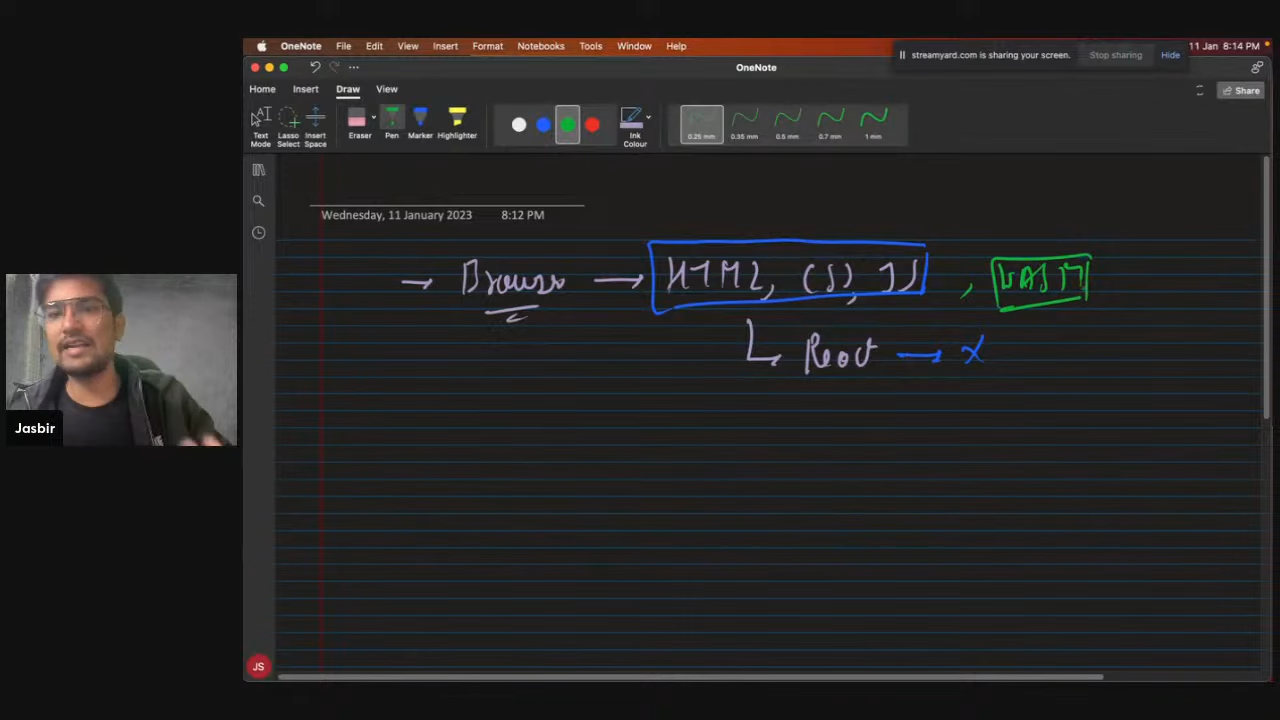 OneNote File Edit View Insert Format Notebooks Tools Window Help
11 Jan 8:14 PM
streamyard.com is sharing your screen. Stop sharing Hide
OneNote
Home Insert Draw View
Share
Text Mode
Lasso Select
Insert Space
Eraser
Pen
Marker
Highlighter
Ink Colour
0.25 mm 0.35 mm 0.5 mm 0.7 mm 1 mm
Wednesday, 11 January 2023 8:12 PM
→ Browser → HTML, CSS, JS , WASM
React → x
Jasbir
JS